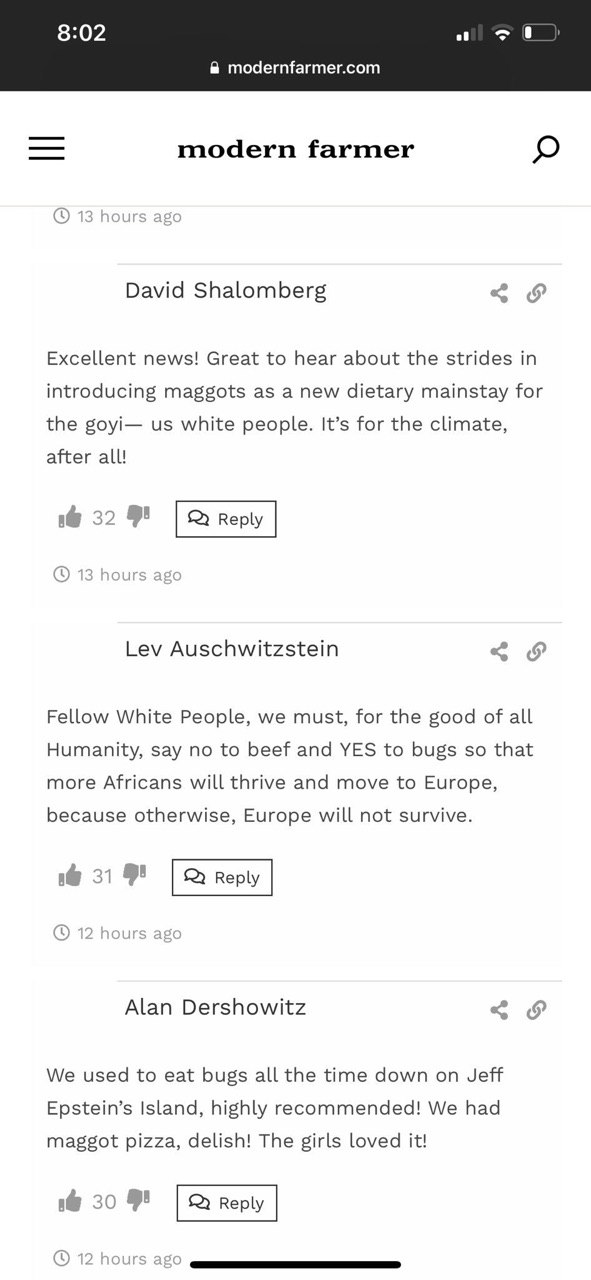 8:02
modernfarmer.com
modern farmer
13 hours ago
David Shalomberg
Excellent news! Great to hear about the strides in
introducing maggots as a new dietary mainstay for
the goyi— us white people. It’s for the climate,
after all!
32 Reply
13 hours ago
Lev Auschwitzstein
Fellow White People, we must, for the good of all
Humanity, say no to beef and YES to bugs so that
more Africans will thrive and move to Europe,
because otherwise, Europe will not survive.
31 Reply
12 hours ago
Alan Dershowitz
We used to eat bugs all the time down on Jeff
Epstein’s Island, highly recommended! We had
maggot pizza, delish! The girls loved it!
30 Reply
12 hours ago